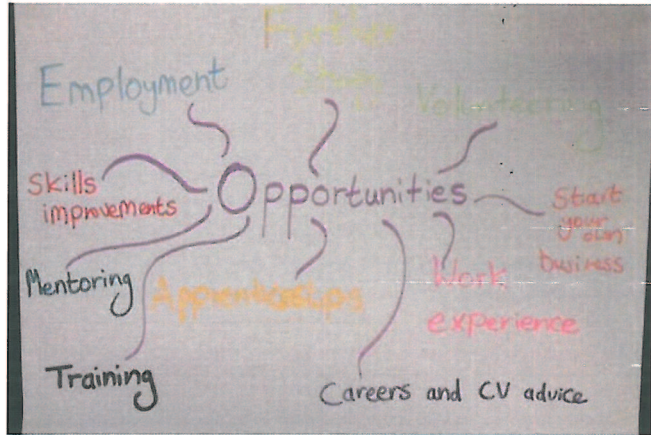 Further
Study
Employment
Volunteering
Opportunities
Skills
improvements
Start
your own
business
Mentoring
Apprenticeships
Work
experience
Training
Careers and CV advice